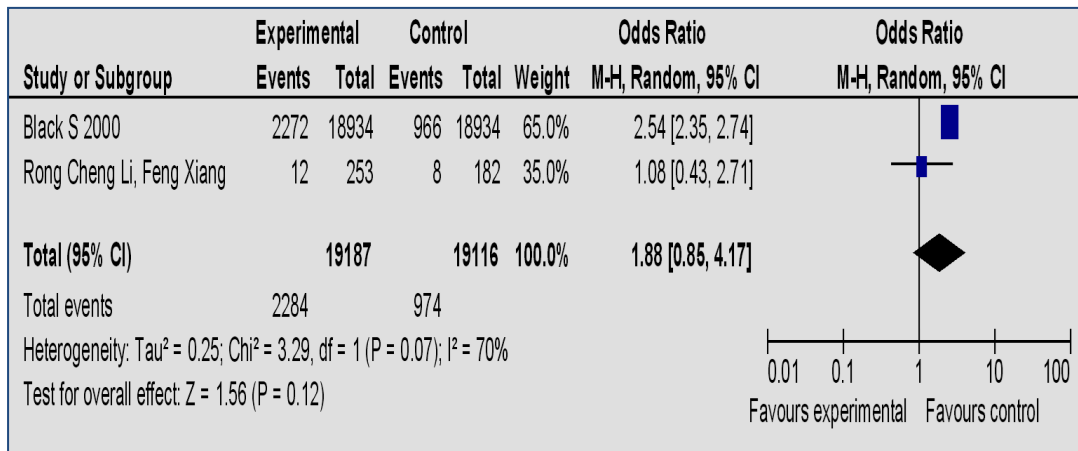 Experimental Control Odds Ratio Odds Ratio
Study or Subgroup Events Total Events Total Weight M-H, Random, 95% CI M-H, Random, 95% CI
Black S 2000 2272 18934 966 18934 65.0% 2.54 [2.35, 2.74]
Rong Cheng Li, Feng Xiang 12 253 8 182 35.0% 1.08 [0.43, 2.71]
Total (95% CI) 19187 19116 100.0% 1.88 [0.85, 4.17]
Total events 2284 974
Heterogeneity: Tau² = 0.25; Chi² = 3.29, df = 1 (P = 0.07); I² = 70%
Test for overall effect: Z = 1.56 (P = 0.12)
0.01 0.1 1 10 100
Favours experimental Favours control